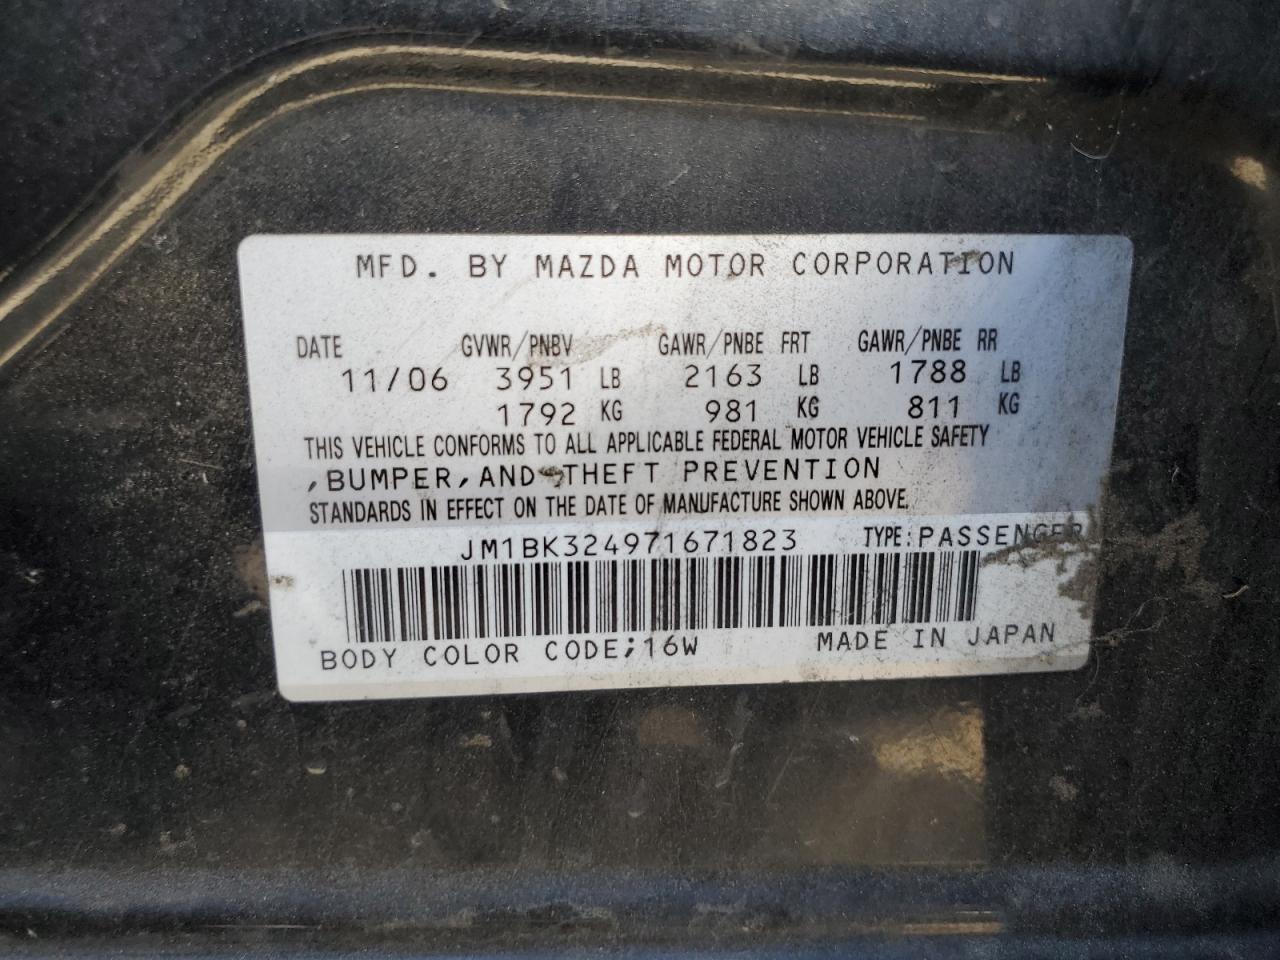 MFD. BY MAZDA MOTOR CORPORATION
DATE GVWR/PNBV GAWR/PNBE FRT GAWR/PNBE RR
11/06 3951 LB 2163 LB 1788 LB
1792 KG 981 KG 811 KG
THIS VEHICLE CONFORMS TO ALL APPLICABLE FEDERAL MOTOR VEHICLE SAFETY
,BUMPER,AND THEFT PREVENTION
STANDARDS IN EFFECT ON THE DATE OF MANUFACTURE SHOWN ABOVE.
JM1BK324971671823 TYPE:PASSENGER
BODY COLOR CODE;16W MADE IN JAPAN